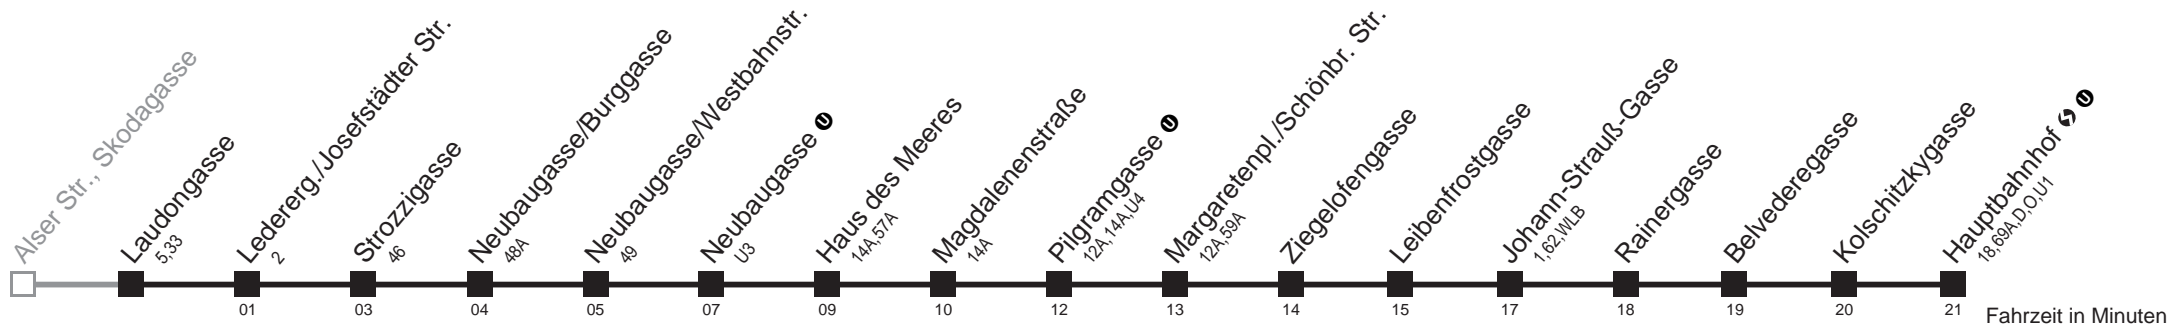 Alser Str., Skodagasse
Laudongasse
5,33
Ledererg./Josefstädter Str.
2
01
Strozzigasse
46
03
Neubaugasse/Burggasse
48A
04
Neubaugasse/Westbahnstr.
49
05
Neubaugasse U
U3
07
Haus des Meeres
14A,57A
09
Magdalenenstraße
14A
10
Pilgramgasse U
12A,14A,U4
12
Margaretenpl./Schönbr. Str.
12A,59A
13
Ziegelofengasse
14
Leibenfrostgasse
15
Johann-Strauß-Gasse
1,62,WLB
17
Rainergasse
18
Belvederegasse
19
Kolschitzkygasse
20
Hauptbahnhof U
18,69A,D,O,U1
21
Fahrzeit in Minuten